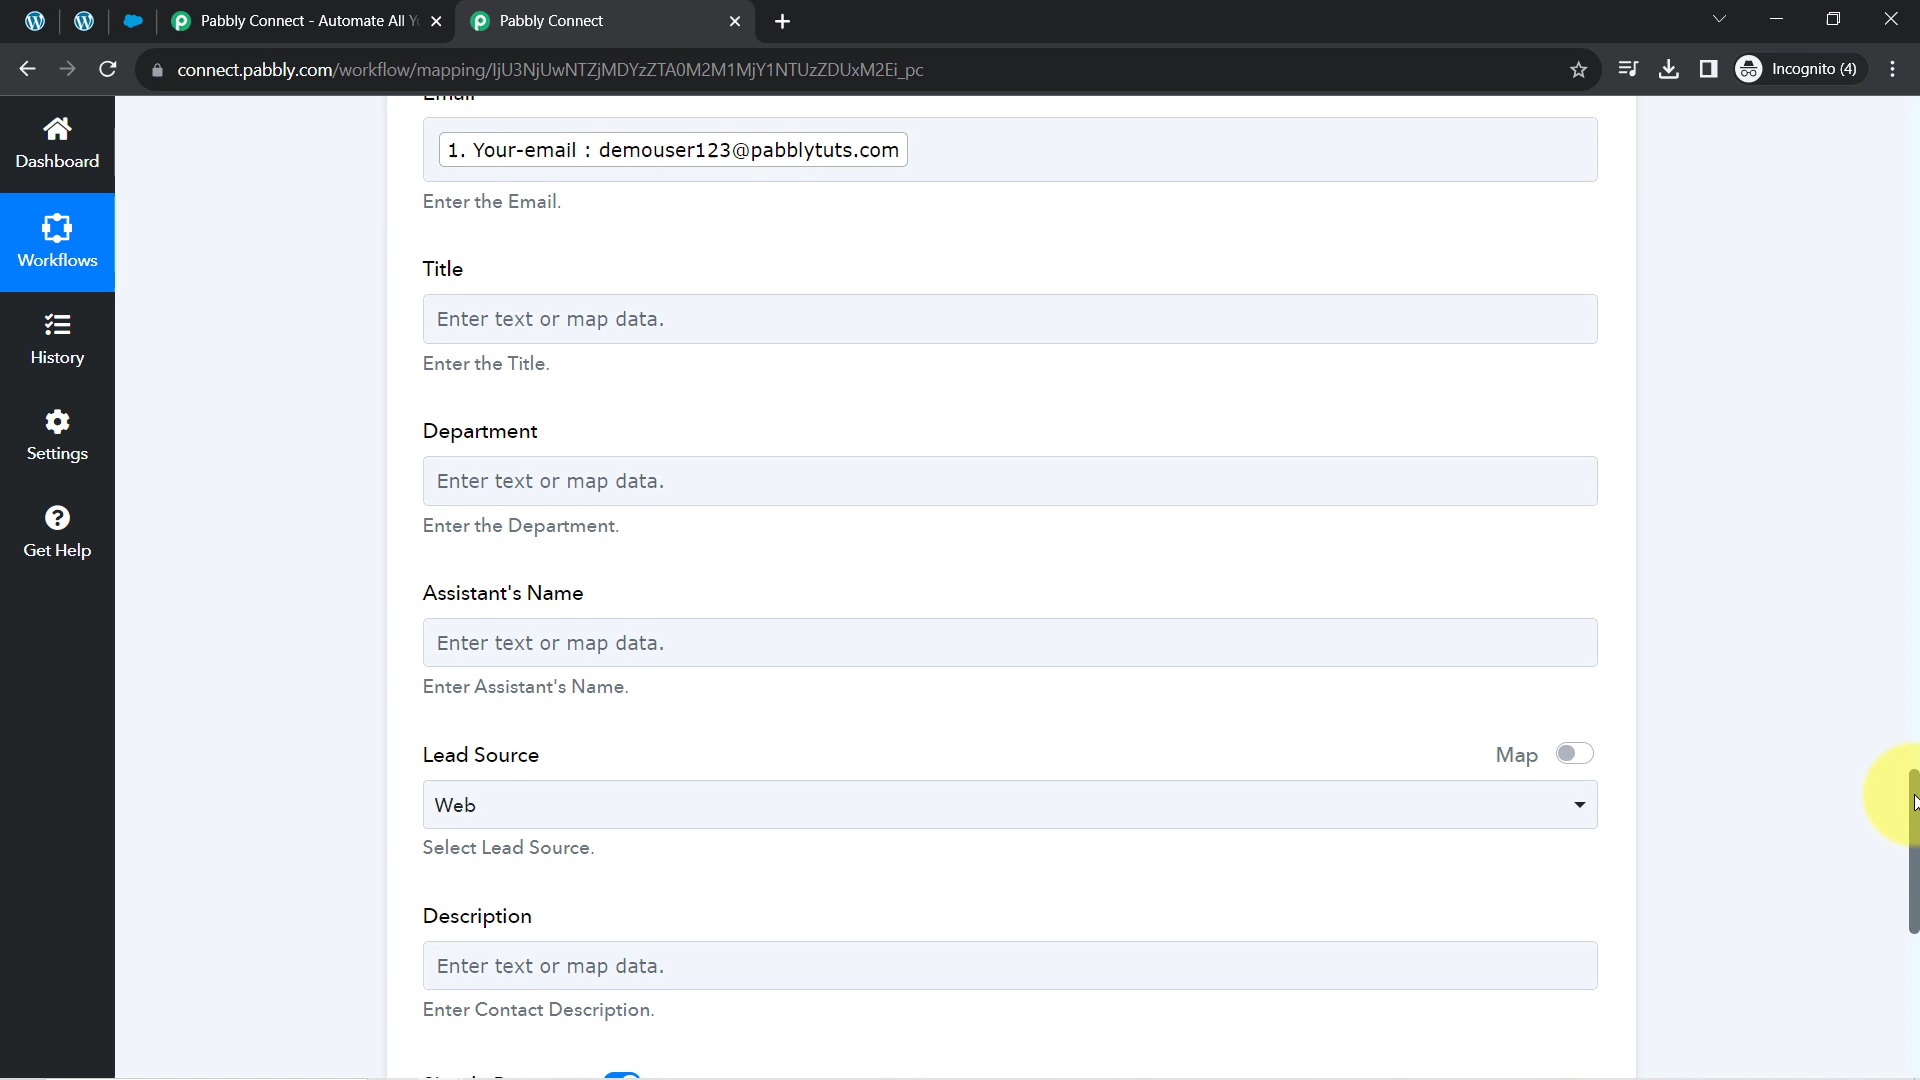 Pabbly Connect - Automate All Y
Pabbly Connect
connect.pabbly.com/workflow/mapping/IjU3NjUwNTZjMDYzZTA0M2M1MjY1NTUzZDUxM2Ei_pc
Incognito (4)
Dashboard
Workflows
History
Settings
Get Help
Email
1. Your-email : demouser123@pabblytuts.com
Enter the Email.
Title
Enter text or map data.
Enter the Title.
Department
Enter text or map data.
Enter the Department.
Assistant's Name
Enter text or map data.
Enter Assistant's Name.
Lead Source
Map
Web
Select Lead Source.
Description
Enter text or map data.
Enter Contact Description.